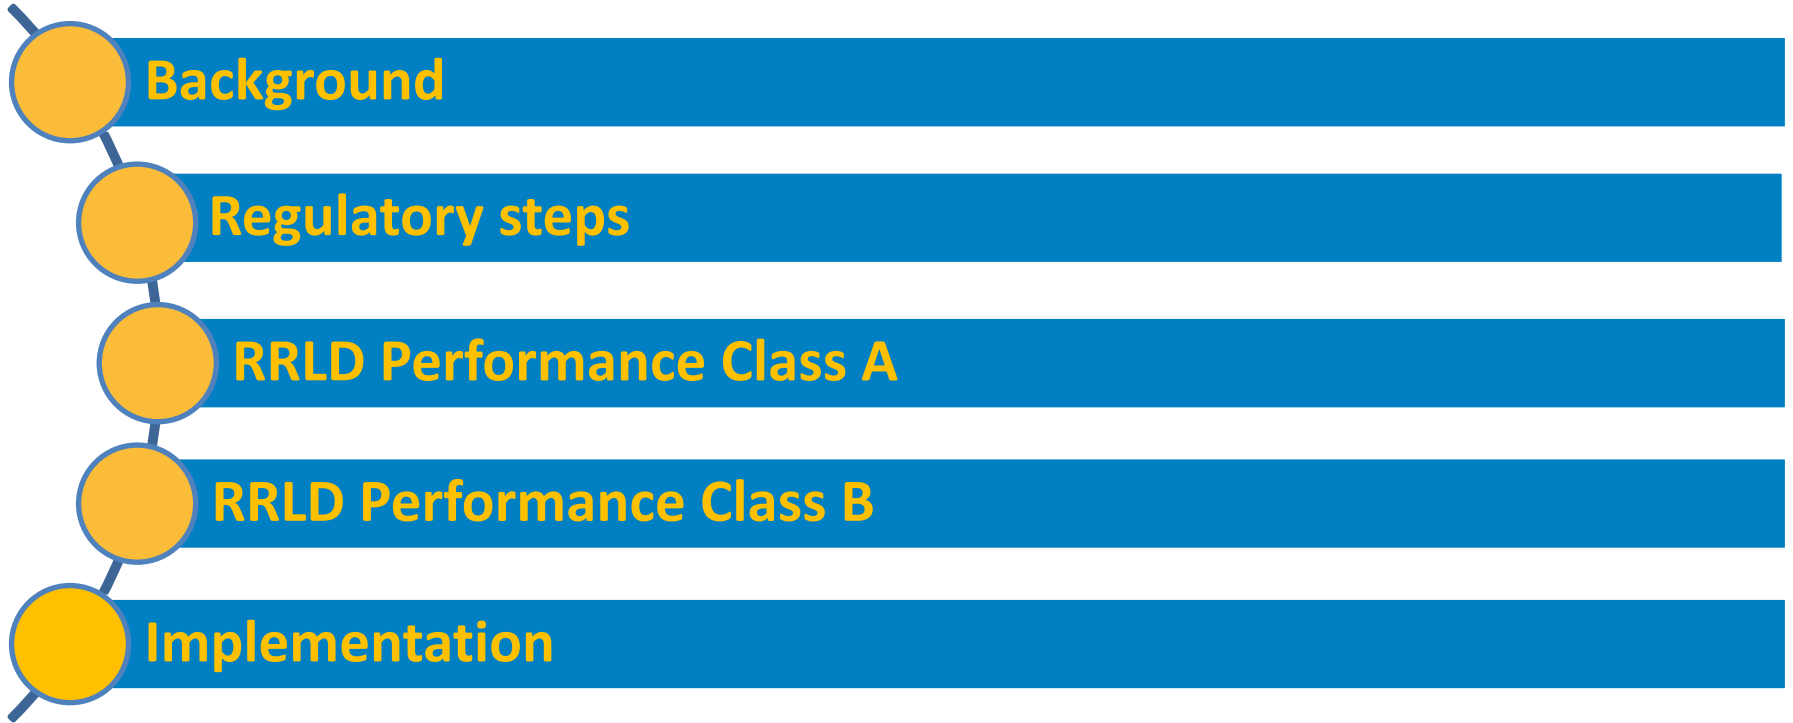 Background
Regulatory steps
RRLD Performance Class A
RRLD Performance Class B
Implementation